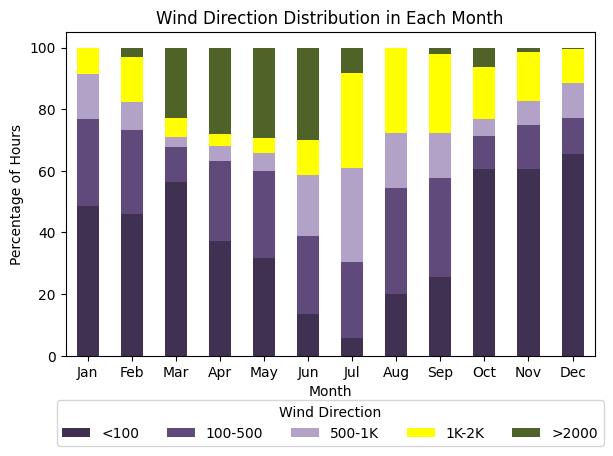 Wind Direction Distribution in Each Month
100
80
60
40
20
0
Percentage of Hours
Jan Feb Mar Apr May Jun Jul Aug Sep Oct Nov Dec
Month
Wind Direction
<100 100-500 500-1K 1K-2K >2000